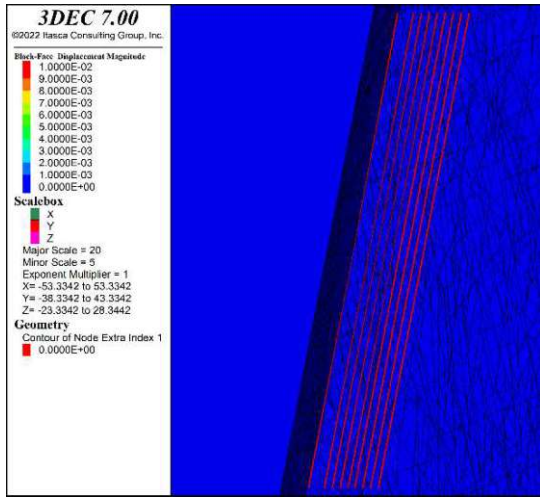 3DEC 7.00
©2022 Itasca Consulting Group, Inc.
Block-Face Displacement Magnitude
1.0000E-02
9.0000E-03
8.0000E-03
7.0000E-03
6.0000E-03
5.0000E-03
4.0000E-03
3.0000E-03
2.0000E-03
1.0000E-03
0.0000E+00
Scalebox
X
Y
Z
Major Scale = 20
Minor Scale = 5
Exponent Multiplier = 1
X= -53.3342 to 53.3342
Y= -38.3342 to 43.3342
Z= -23.3342 to 28.3442
Geometry
Contour of Node Extra Index 1
0.0000E+00